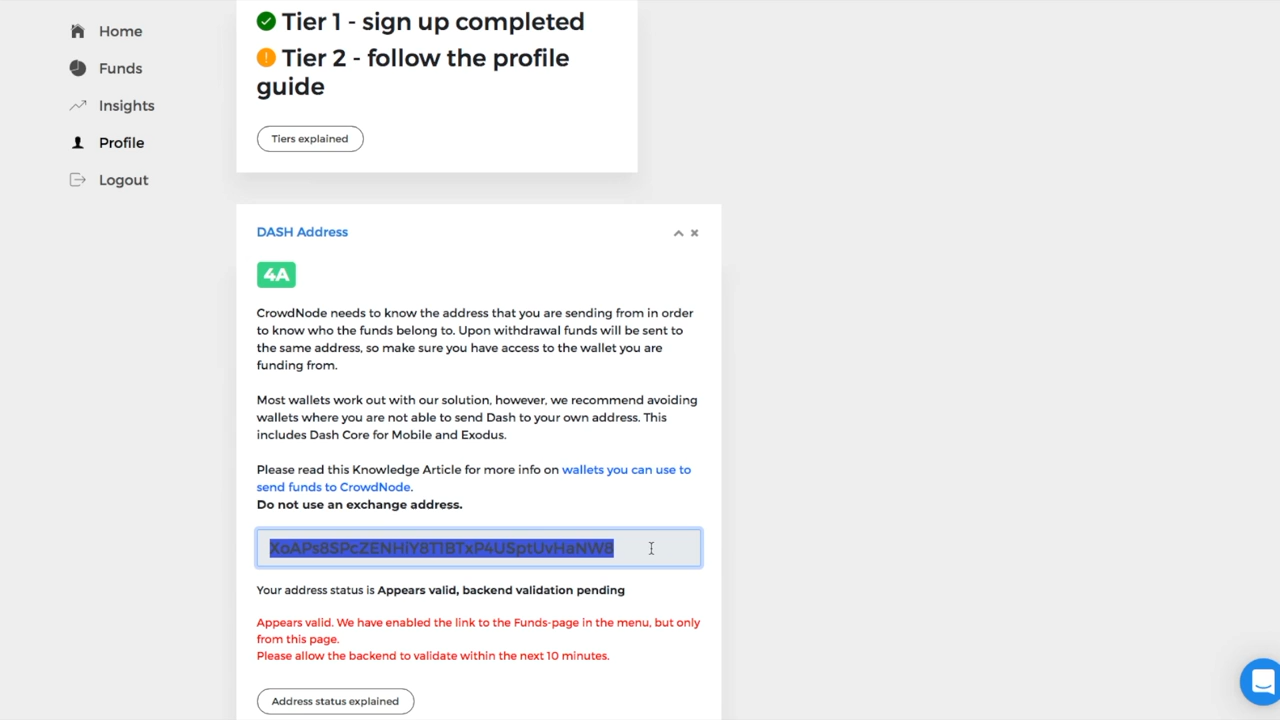 Home
Funds
Insights
Profile
Logout
Tier 1 - sign up completed
Tier 2 - follow the profile
guide
Tiers explained
DASH Address
4A
CrowdNode needs to know the address that you are sending from in order
to know who the funds belong to. Upon withdrawal funds will be sent to
the same address, so make sure you have access to the wallet you are
funding from.
Most wallets work out with our solution, however, we recommend avoiding
wallets where you are not able to send Dash to your own address. This
includes Dash Core for Mobile and Exodus.
Please read this Knowledge Article for more info on wallets you can use to
send funds to CrowdNode.
Do not use an exchange address.
XoAPs8SPcZENHiY8T1BTxP4USptUvHaNW8
Your address status is Appears valid, backend validation pending
Appears valid. We have enabled the link to the Funds-page in the menu, but only
from this page.
Please allow the backend to validate within the next 10 minutes.
Address status explained